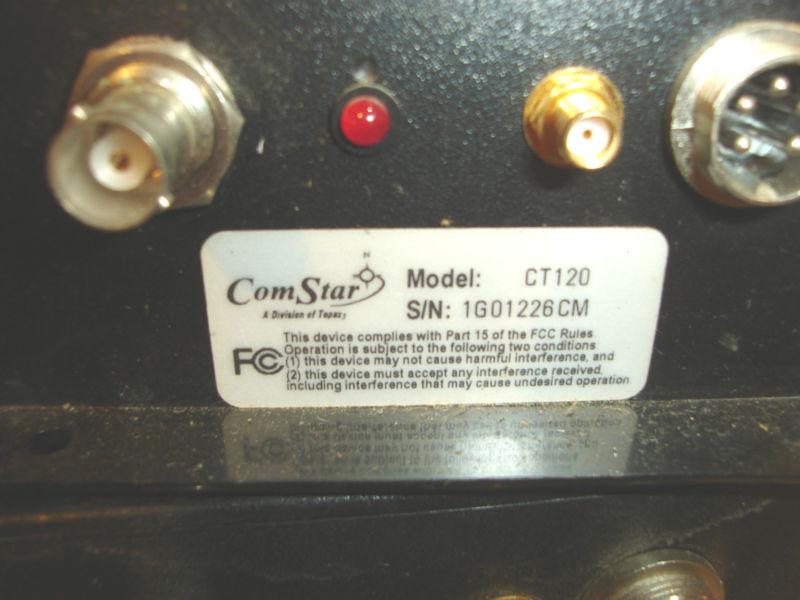 N
ComStar
A Division of Topazy
Model: CT120
S/N: 1G01226CM
FCC
This device complies with Part 15 of the FCC Rules
Operation is subject to the following two conditions:
(1) this device may not cause harmful interference, and
(2) this device must accept any interference received,
including interference that may cause undesired operation.